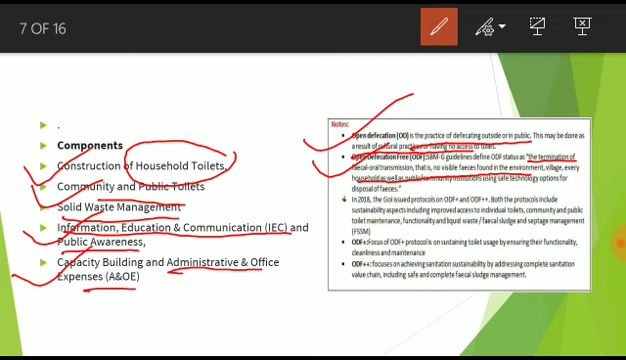 7 OF 16
.
Components
Construction of Household Toilets,
Community and Public Toilets
Solid Waste Management
Information, Education & Communication (IEC) and
Public Awareness,
Capacity Building and Administrative & Office
Expenses (A&OE)
Notes:
Open defecation (OD) is the practice of defecating outside or in public. This may be done as
a result of cultural practice or having no access to toilet.
Open Defecation Free (ODF): SBM-G guidelines define ODF status as "the termination of
faecal-oral transmission, that is, no visible faeces found in the environment, village, every
household as well as public/community institutions using safe technology options for
disposal of faeces."
In 2018, the GoI issued protocols on ODF+ and ODF++. Both the protocols include
sustainability aspects including improved access to individual toilets, community and public
toilet maintenance, functionality and liquid waste / faecal sludge and septage management
(FSSM)
ODF+: Focus of ODF+ protocol is on sustaining toilet usage by ensuring their functionality,
cleanliness and maintenance
ODF++: focuses on achieving sanitation sustainability by addressing complete sanitation
value chain, including safe and complete faecal sludge management.